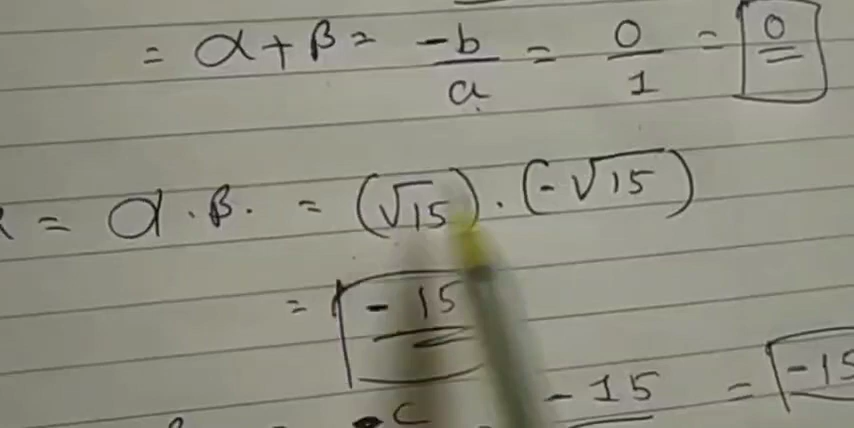 = α + β = -b/a = 0/1 = 0
= α · β · = (√15) · (-√15)
= -15
c - 15 = -15